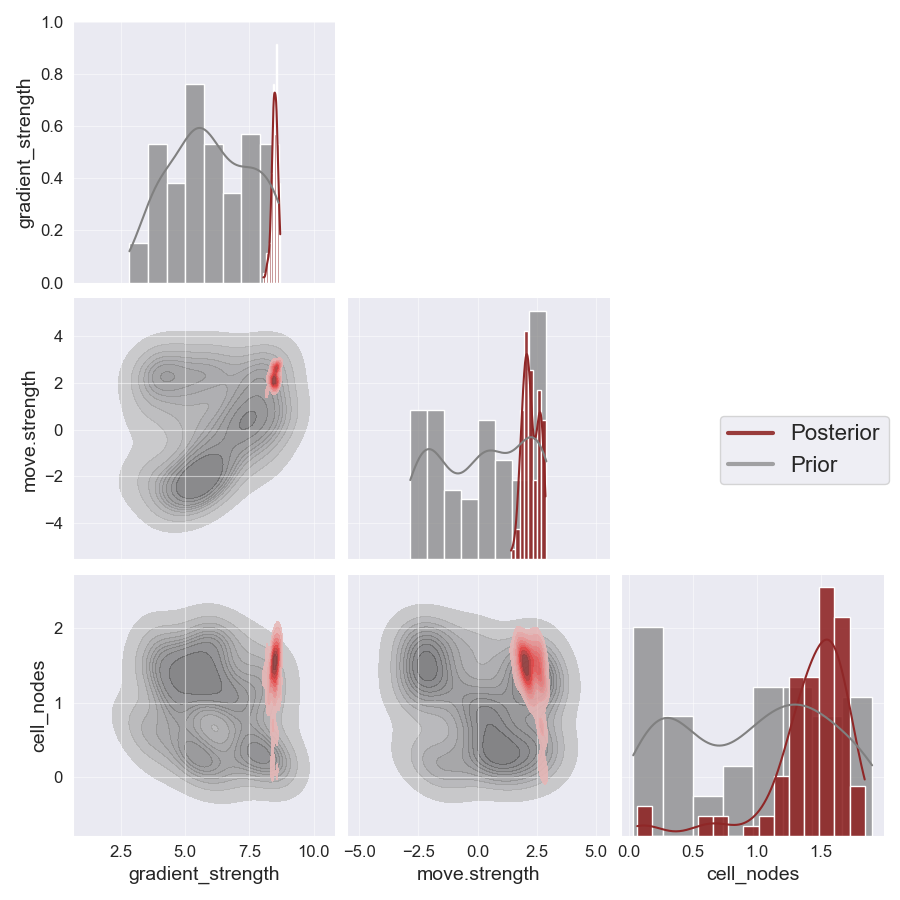 1.0
0.8
0.6
0.4
0.2
0.0
gradient_strength
4
2
0
−2
−4
move.strength
Posterior
Prior
2
1
0
cell_nodes
2.5 5.0 7.5 10.0
−5.0 −2.5 0.0 2.5 5.0
0.0 0.5 1.0 1.5
gradient_strength
move.strength
cell_nodes